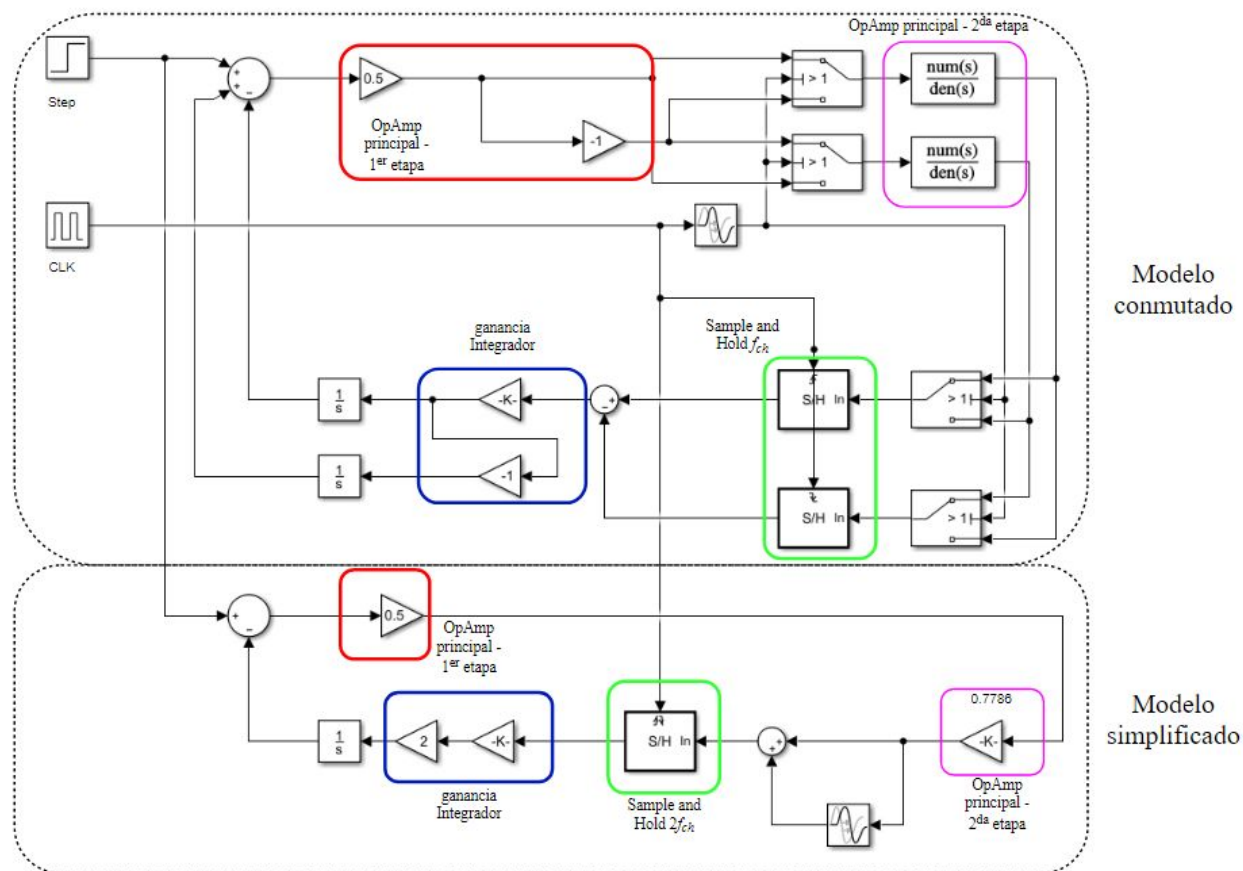 OpAmp principal - 2da etapa
Step
+
+
-
0.5
-1
OpAmp
principal -
1er etapa
> 1
> 1
num(s)
den(s)
num(s)
den(s)
CLK
Modelo
conmutado
ganancia
Integrador
Sample and
Hold fch
1
s
-K-
-
+
S/H In
> 1
1
s
-1
S/H In
> 1
+
-
0.5
OpAmp
principal -
1er etapa
0.7786
Modelo
simplificado
1
s
2
-K-
S/H In
+
+
-K-
ganancia
Integrador
Sample and
Hold 2fch
OpAmp
principal -
2da etapa